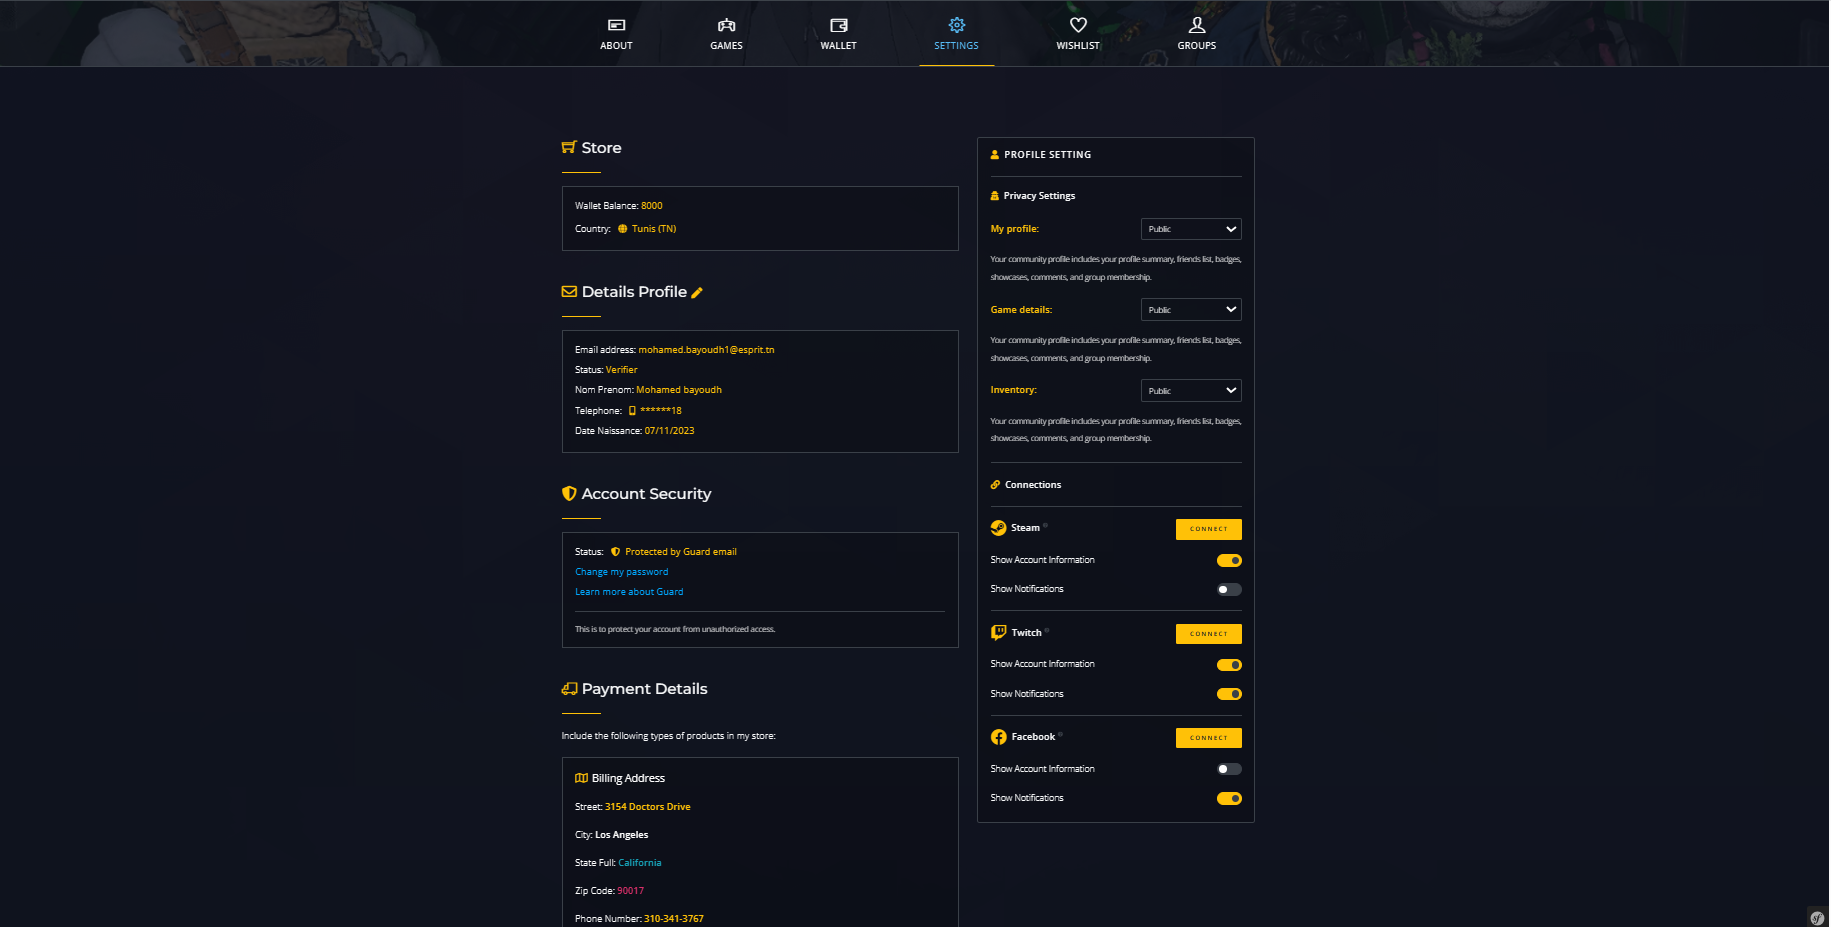 ABOUT
GAMES
WALLET
SETTINGS
WISHLIST
GROUPS
Store
Wallet Balance: 8000
Country: Tunis (TN)
Details Profile
Email address: mohamed.bayoudh1@esprit.tn
Status: Verifier
Nom Prenom: Mohamed bayoudh
Telephone: ******18
Date Naissance: 07/11/2023
Account Security
Status: Protected by Guard email
Change my password
Learn more about Guard
This is to protect your account from unauthorized access.
Payment Details
Include the following types of products in my store:
Billing Address
Street: 3154 Doctors Drive
City: Los Angeles
State Full: California
Zip Code: 90017
Phone Number: 310-341-3767
PROFILE SETTING
Privacy Settings
My profile:
Public
Your community profile includes your profile summary, friends list, badges,
showcases, comments, and group membership.
Game details:
Public
Your community profile includes your profile summary, friends list, badges,
showcases, comments, and group membership.
Inventory:
Public
Your community profile includes your profile summary, friends list, badges,
showcases, comments, and group membership.
Connections
Steam
CONNECT
Show Account Information
Show Notifications
Twitch
CONNECT
Show Account Information
Show Notifications
Facebook
CONNECT
Show Account Information
Show Notifications
sf